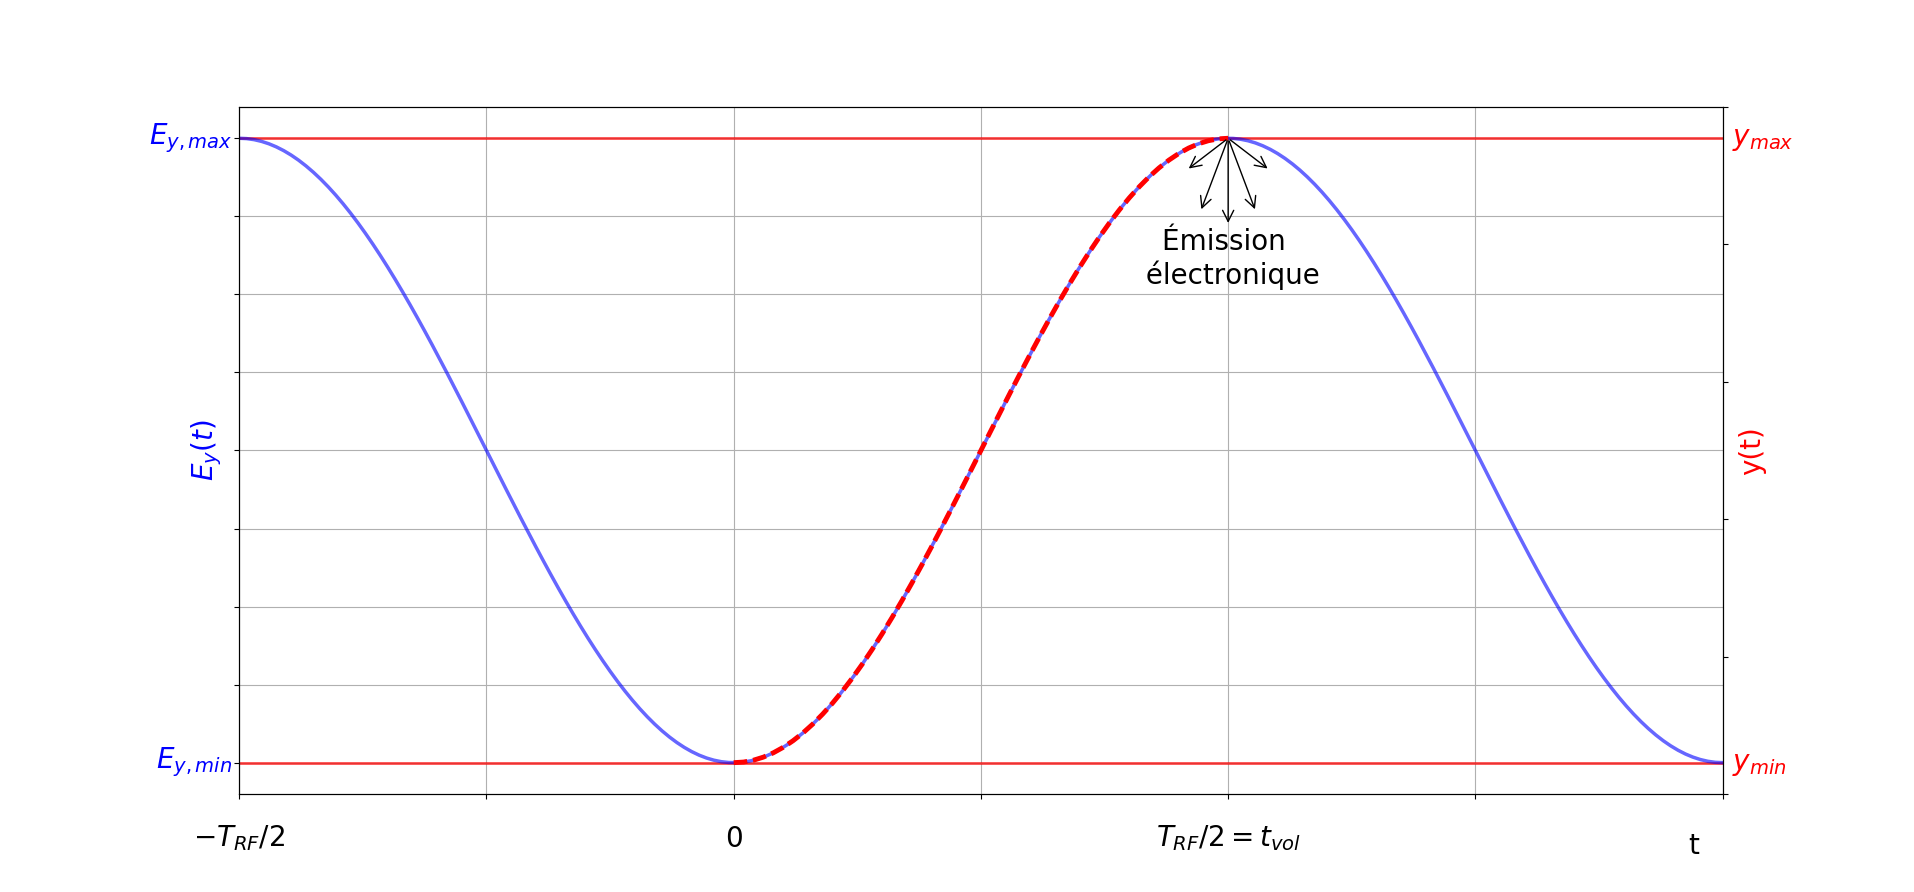 E_{y,max}
y_{max}
Émission
électronique
E_y(t)
y(t)
E_{y,min}
y_{min}
−T_{RF}/2
0
T_{RF}/2 = t_{vol}
t